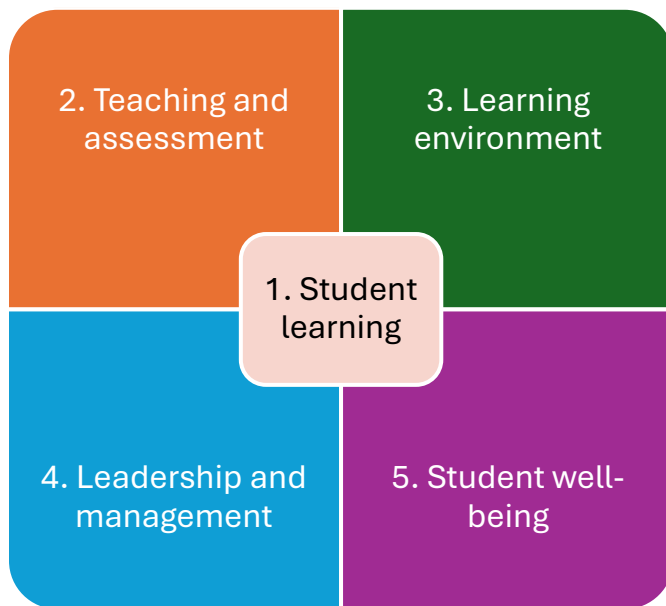 2. Teaching and
assessment
3. Learning
environment
1. Student
learning
4. Leadership and
management
5. Student well-
being